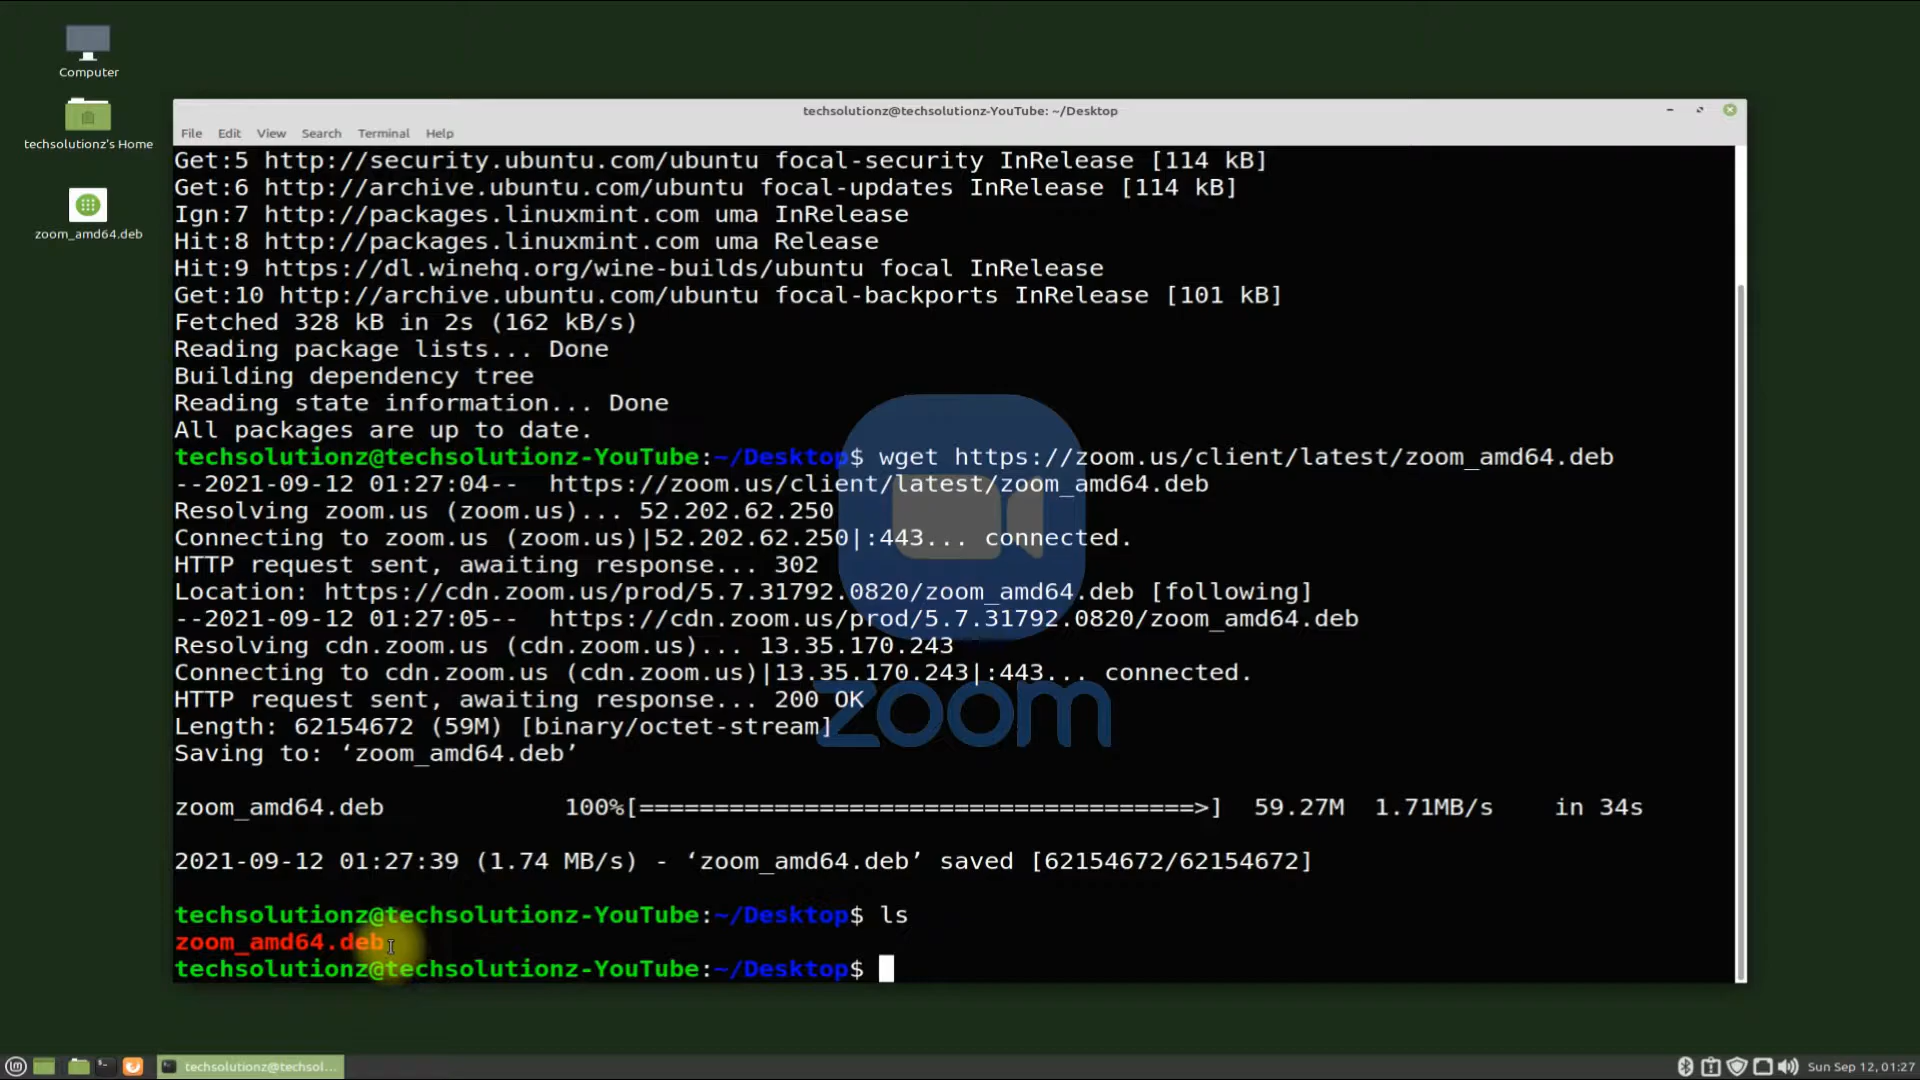 Computer
techsolutionz's Home
zoom_amd64.deb
techsolutionz@techsolutionz-YouTube: ~/Desktop
File Edit View Search Terminal Help
Get:5 http://security.ubuntu.com/ubuntu focal-security InRelease [114 kB]
Get:6 http://archive.ubuntu.com/ubuntu focal-updates InRelease [114 kB]
Ign:7 http://packages.linuxmint.com uma InRelease
Hit:8 http://packages.linuxmint.com uma Release
Hit:9 https://dl.winehq.org/wine-builds/ubuntu focal InRelease
Get:10 http://archive.ubuntu.com/ubuntu focal-backports InRelease [101 kB]
Fetched 328 kB in 2s (162 kB/s)
Reading package lists... Done
Building dependency tree
Reading state information... Done
All packages are up to date.
techsolutionz@techsolutionz-YouTube:~/Desktop$ wget https://zoom.us/client/latest/zoom_amd64.deb
--2021-09-12 01:27:04--  https://zoom.us/client/latest/zoom_amd64.deb
Resolving zoom.us (zoom.us)... 52.202.62.250
Connecting to zoom.us (zoom.us)|52.202.62.250|:443... connected.
HTTP request sent, awaiting response... 302
Location: https://cdn.zoom.us/prod/5.7.31792.0820/zoom_amd64.deb [following]
--2021-09-12 01:27:05--  https://cdn.zoom.us/prod/5.7.31792.0820/zoom_amd64.deb
Resolving cdn.zoom.us (cdn.zoom.us)... 13.35.170.243
Connecting to cdn.zoom.us (cdn.zoom.us)|13.35.170.243|:443... connected.
HTTP request sent, awaiting response... 200 OK
Length: 62154672 (59M) [binary/octet-stream]
Saving to: ‘zoom_amd64.deb’
zoom
zoom_amd64.deb 100%[=====================================>] 59.27M 1.71MB/s in 34s
2021-09-12 01:27:39 (1.74 MB/s) - ‘zoom_amd64.deb’ saved [62154672/62154672]
techsolutionz@techsolutionz-YouTube:~/Desktop$ ls
zoom_amd64.deb
techsolutionz@techsolutionz-YouTube:~/Desktop$
techsolutionz@techsol...
Sun Sep 12, 01:27